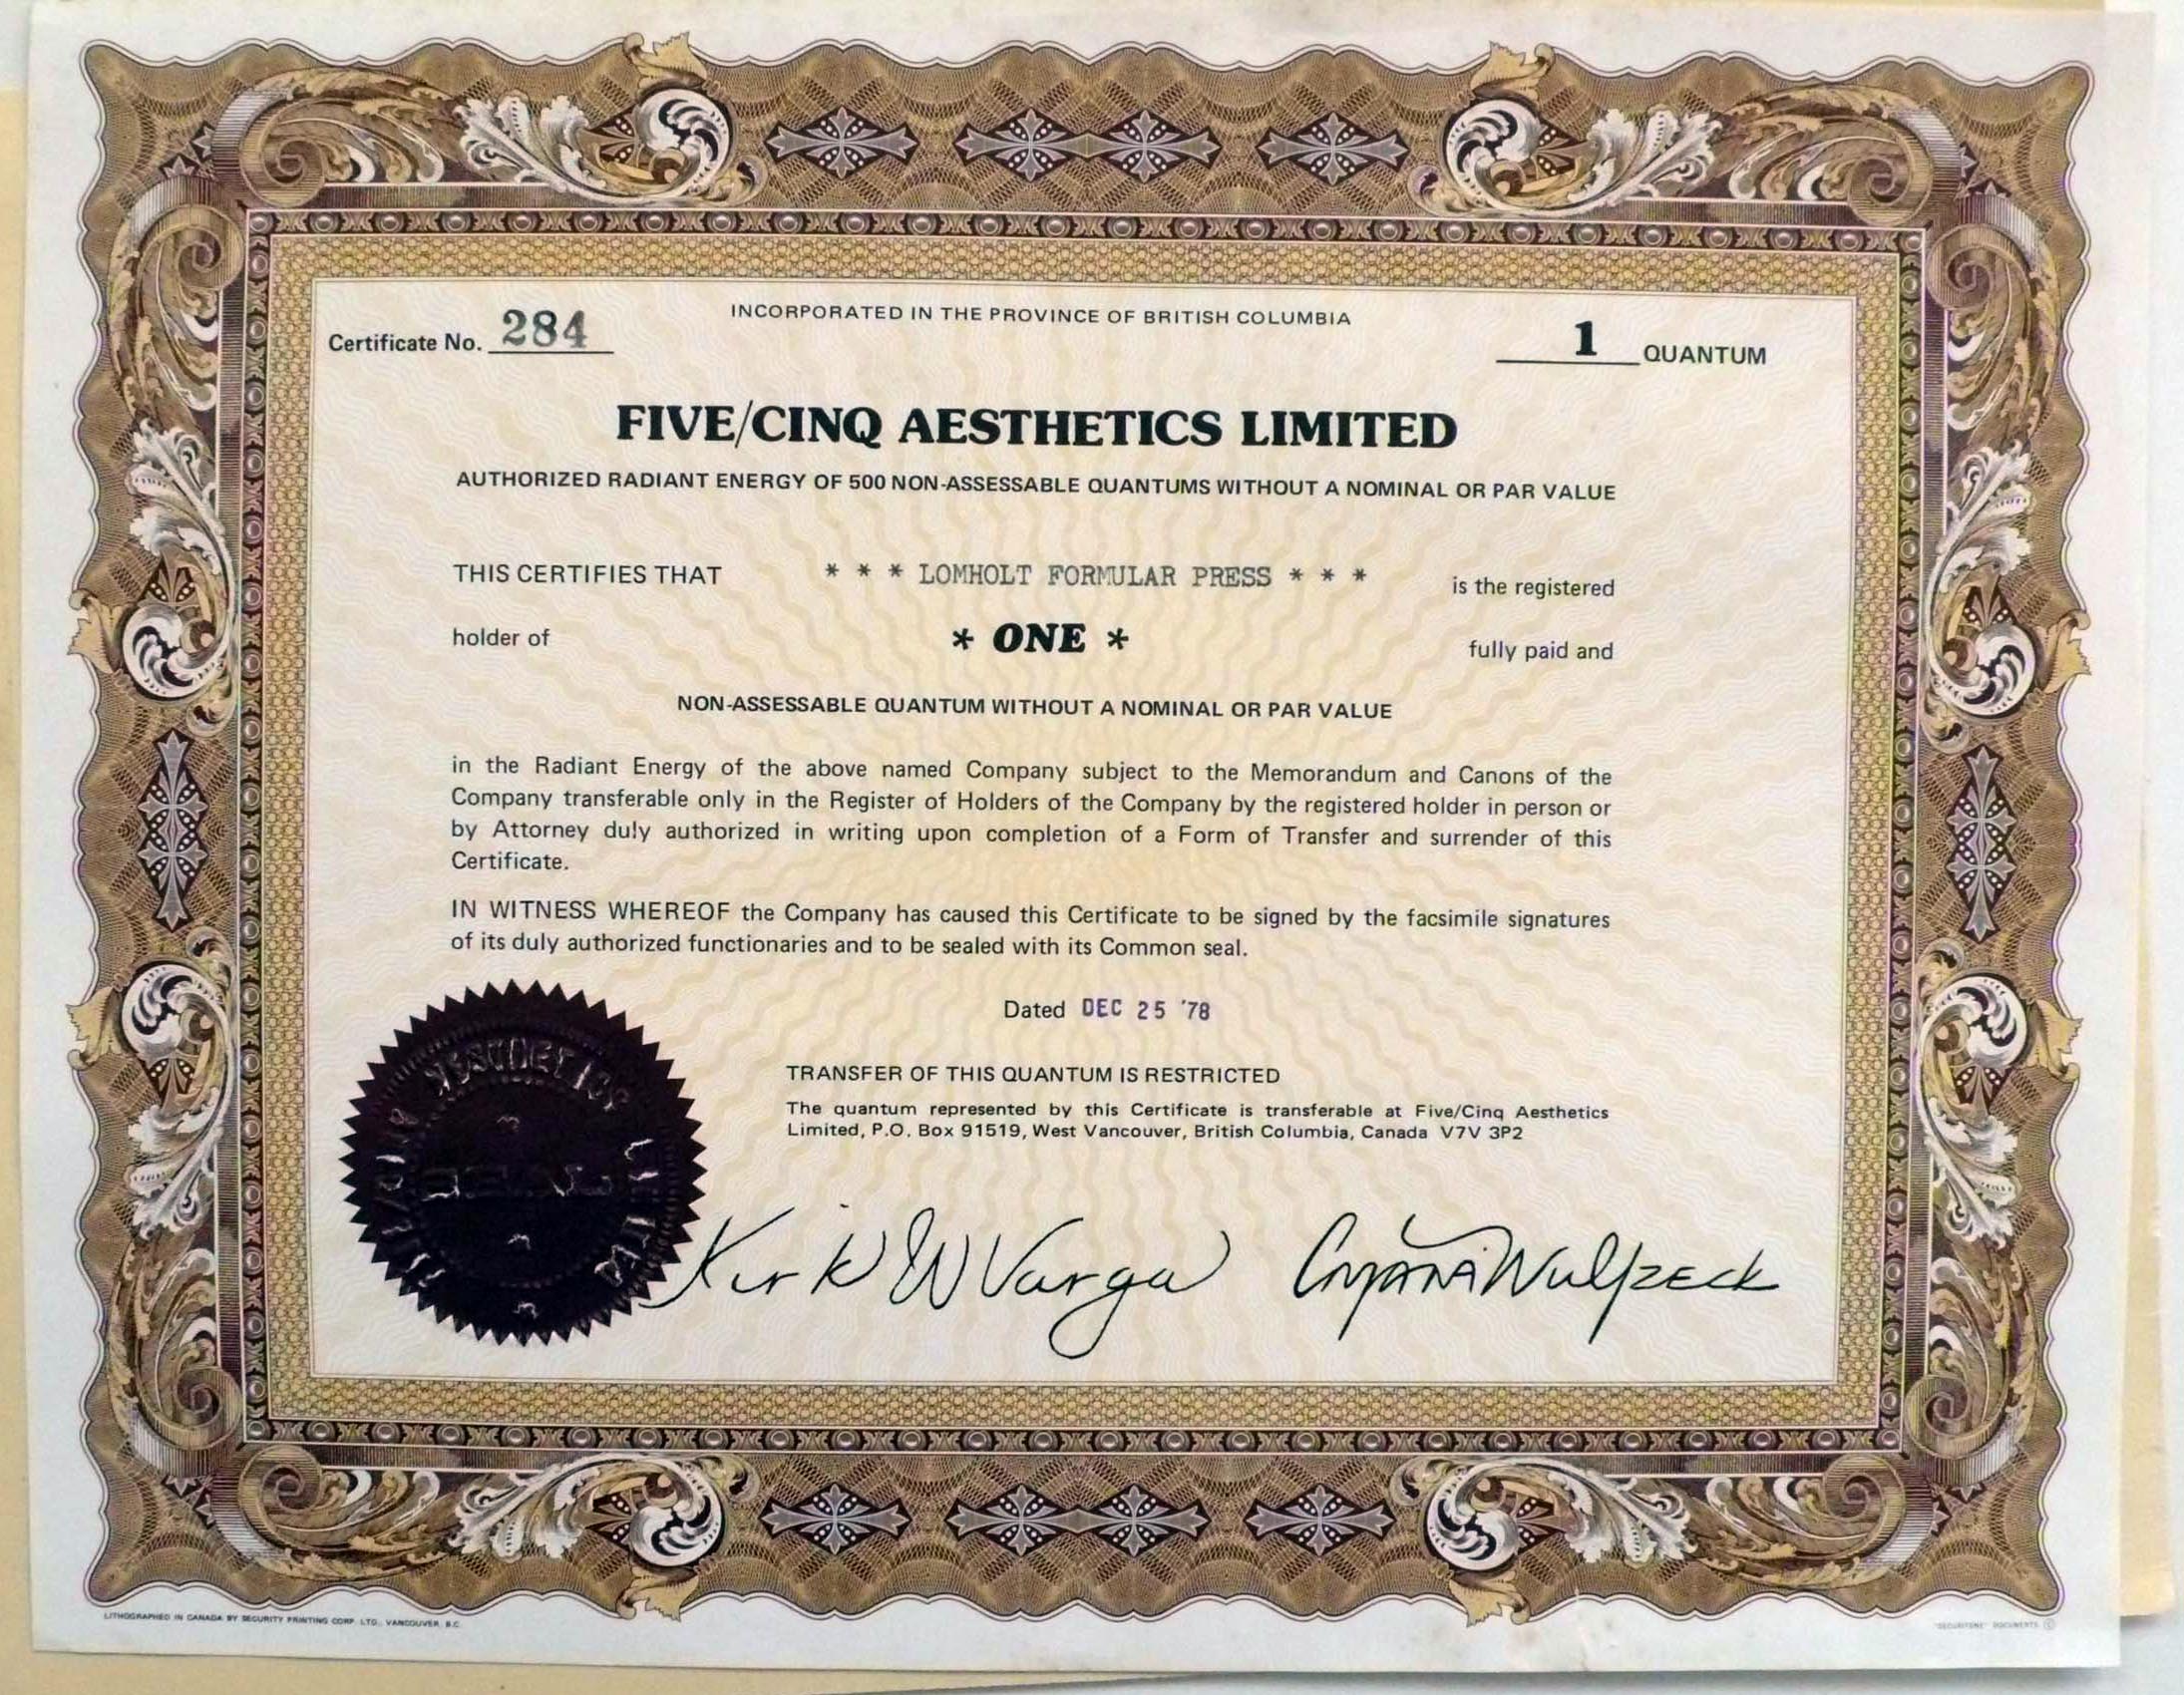 INCORPORATED IN THE PROVINCE OF BRITISH COLUMBIA
Certificate No. 284
1 QUANTUM
FIVE/CINQ AESTHETICS LIMITED
AUTHORIZED RADIANT ENERGY OF 500 NON-ASSESSABLE QUANTUMS WITHOUT A NOMINAL OR PAR VALUE
THIS CERTIFIES THAT * * * LOMHOLT FORMULAR PRESS * * * is the registered
holder of * ONE * fully paid and
NON-ASSESSABLE QUANTUM WITHOUT A NOMINAL OR PAR VALUE
in the Radiant Energy of the above named Company subject to the Memorandum and Canons of the
Company transferable only in the Register of Holders of the Company by the registered holder in person or
by Attorney duly authorized in writing upon completion of a Form of Transfer and surrender of this
Certificate.
IN WITNESS WHEREOF the Company has caused this Certificate to be signed by the facsimile signatures
of its duly authorized functionaries and to be sealed with its Common seal.
Dated DEC 25 '78
TRANSFER OF THIS QUANTUM IS RESTRICTED
The quantum represented by this Certificate is transferable at Five/Cinq Aesthetics
Limited, P.O. Box 91519, West Vancouver, British Columbia, Canada V7V 3P2
Kirk W Varga
Wulfzeck
LITHOGRAPHED IN CANADA BY SECURITY PRINTING CORP. LTD., VANCOUVER, B.C.
DOCUMENTS ©